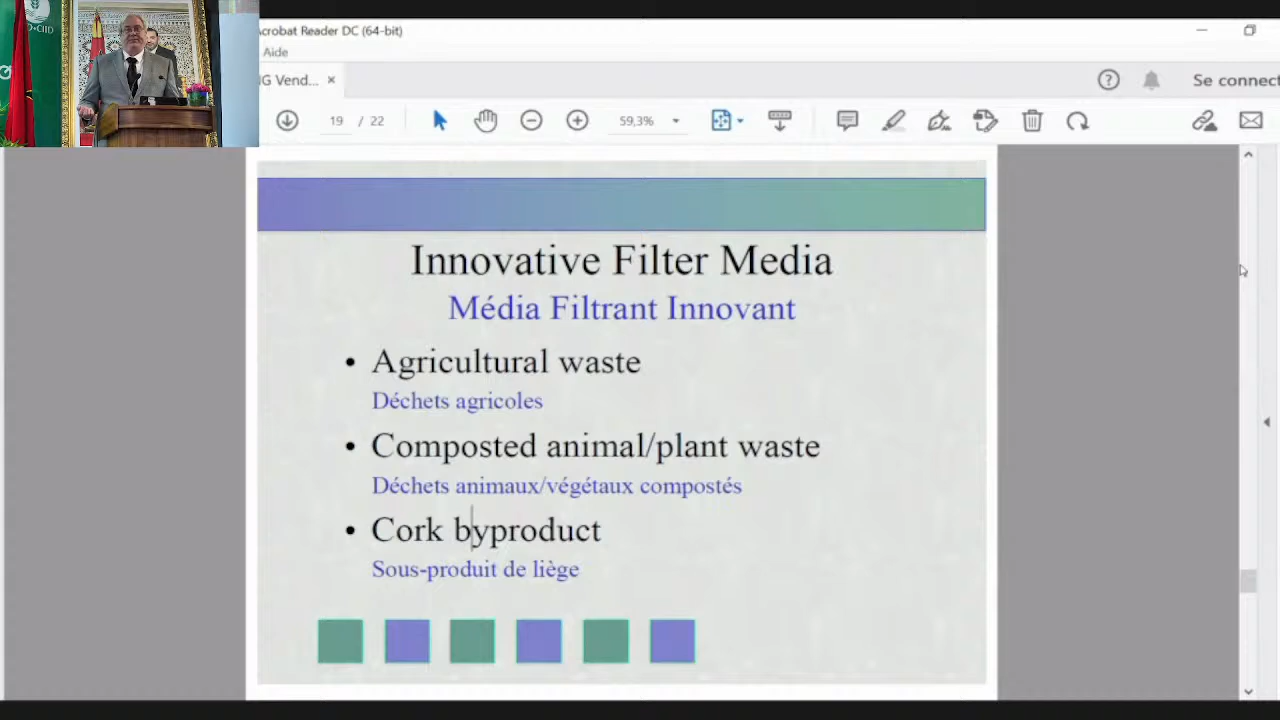 Acrobat Reader DC (64-bit)
Aide
G Vend...
Se connect
19 / 22
59,3%
Innovative Filter Media
Média Filtrant Innovant
• Agricultural waste
Déchets agricoles
• Composted animal/plant waste
Déchets animaux/végétaux compostés
• Cork byproduct
Sous-produit de liège